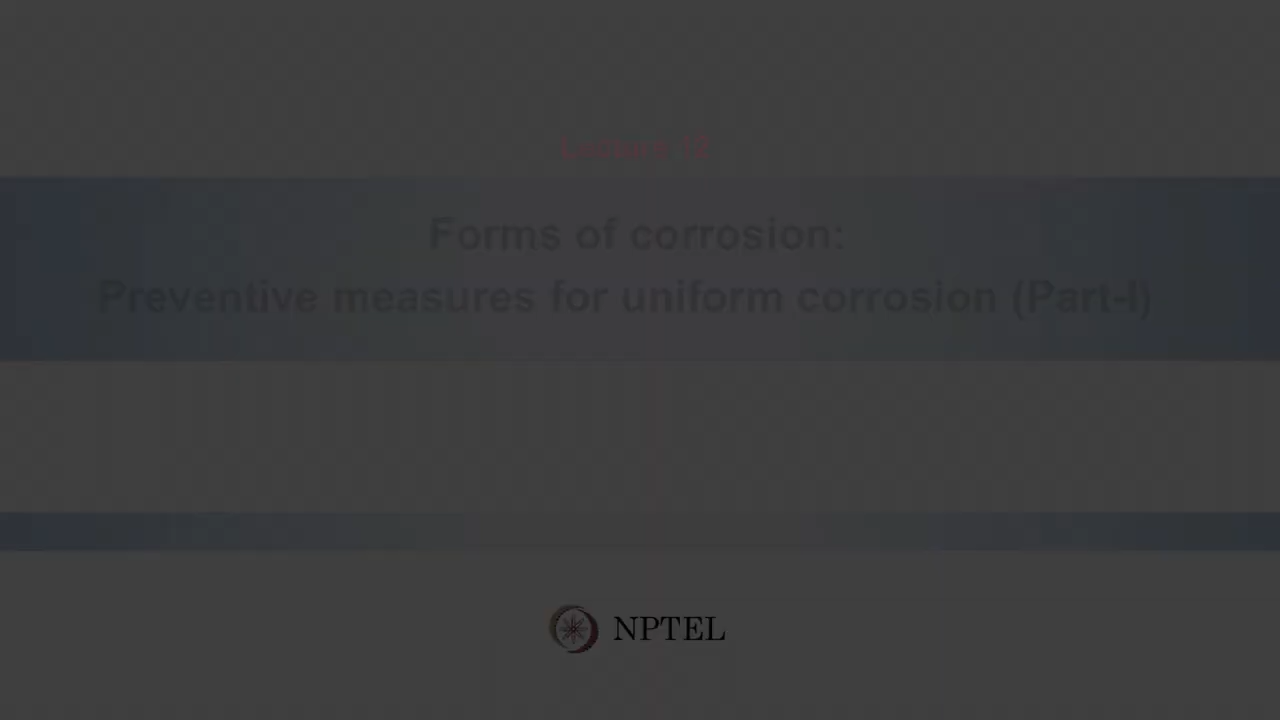 Lecture 12
Forms of corrosion:
Preventive measures for uniform corrosion (Part-I)
NPTEL